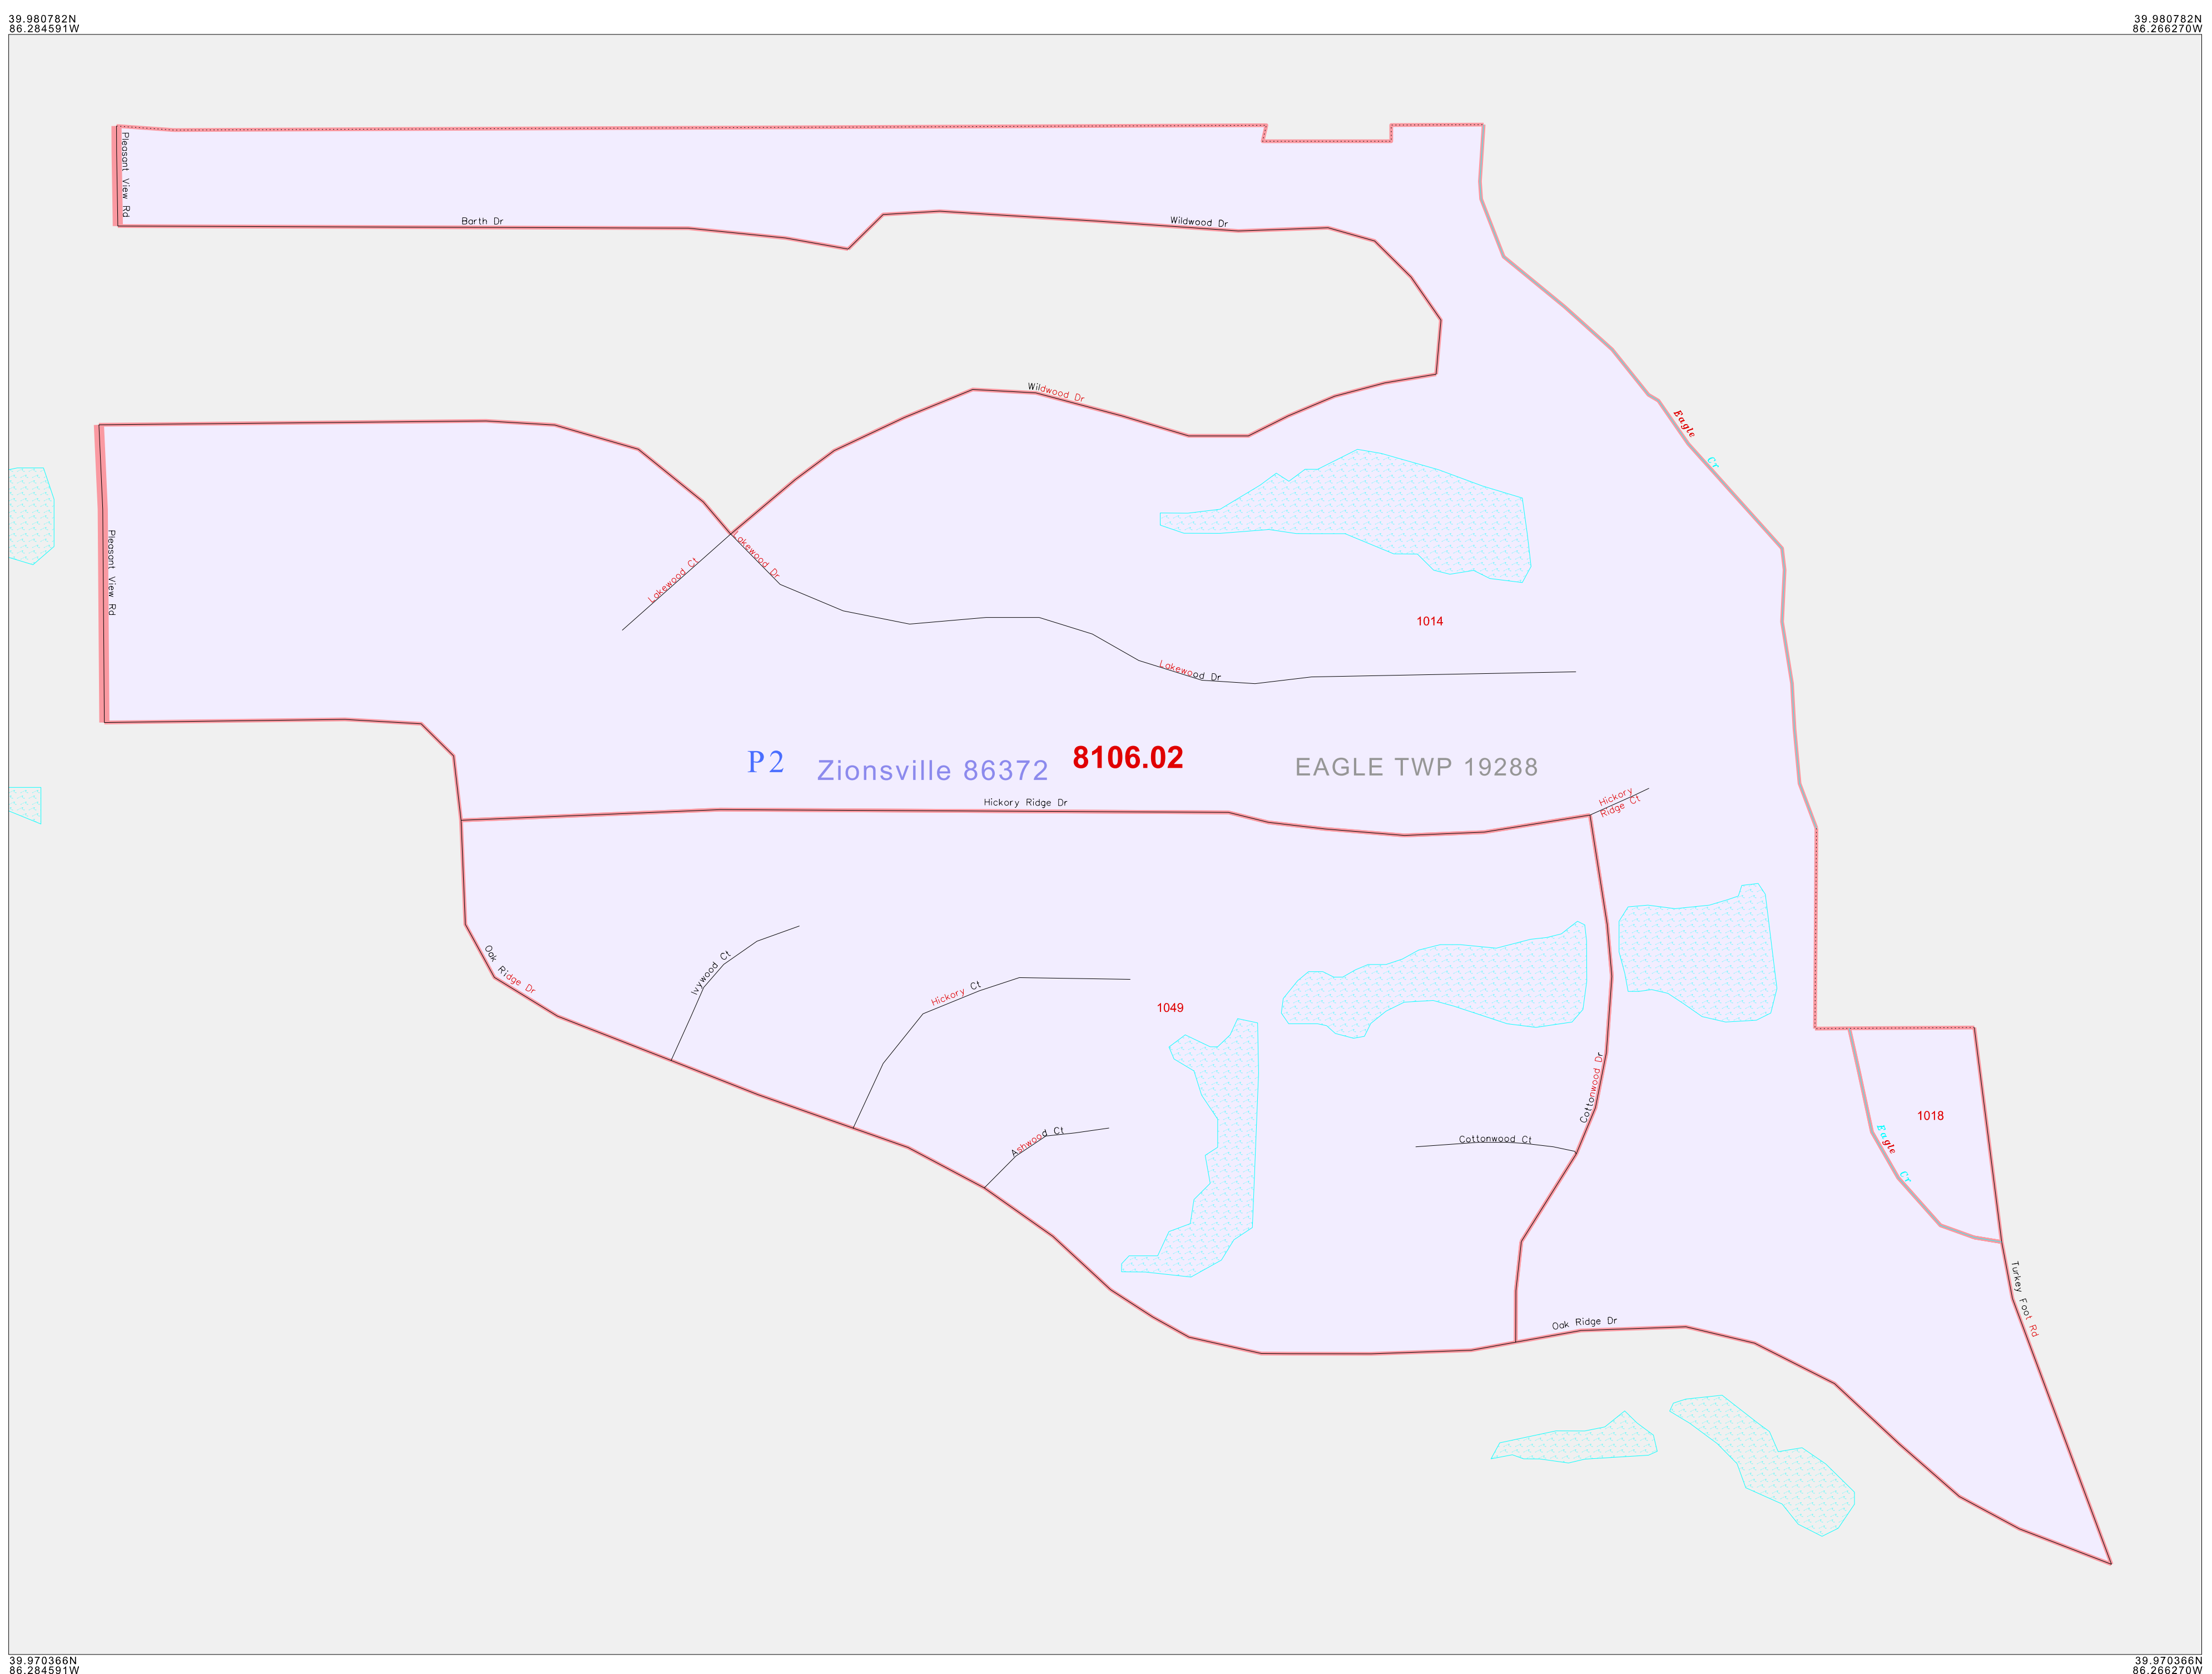 39.980782N
86.284591W
39.980782N
86.266270W
Pleasant View Rd
Barth Dr
Wildwood Dr
Wildwood Dr
Eagle
Cr
Pleasant View Rd
Lakewood Dr
Lakewood Ct
1014
Lakewood Dr
P2
Zionsville 86372
8106.02
EAGLE TWP 19288
Hickory Ridge Dr
Hickory
Ridge Ct
Oak Ridge Dr
Ivywood Ct
Hickory Ct
1049
Cottonwood Dr
Ashwood Ct
Cottonwood Ct
1018
Eagle
Cr
Turkey Foot Rd
Oak Ridge Dr
39.970366N
86.284591W
39.970366N
86.266270W